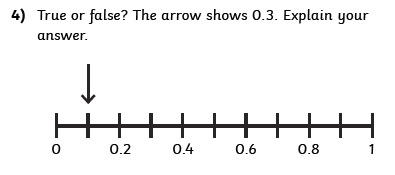 4) True or false? The arrow shows 0.3. Explain your
answer.
0 0.2 0.4 0.6 0.8 1